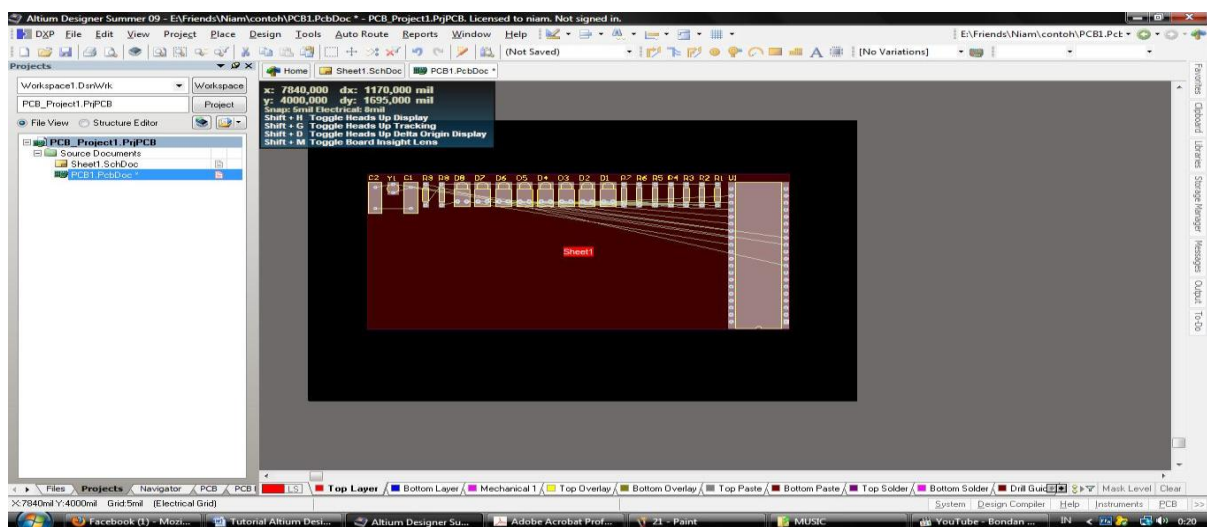 Altium Designer Summer 09 - E:\Friends\Niam\contoh\PCB1.PcbDoc * - PCB_Project1.PrjPCB. Licensed to niam. Not signed in.
DXP File Edit View Project Place Design Tools Auto Route Reports Window Help E:\Friends\Niam\contoh\PCB1.Pcb
(Not Saved) [No Variations]
Projects
Home Sheet1.SchDoc PCB1.PcbDoc *
Workspace1.DsnWrk Workspace
PCB_Project1.PrjPCB Project
File View Structure Editor
PCB_Project1.PrjPCB
Source Documents
Sheet1.SchDoc
PCB1.PcbDoc *
x: 7840,000 dx: 1170,000 mil
y: 4000,000 dy: 1695,000 mil
Snap: 5mil Electrical: 8mil
Shift + H Toggle Heads Up Display
Shift + G Toggle Heads Up Tracking
Shift + D Toggle Heads Up Delta Origin Display
Shift + M Toggle Board Insight Lens
C2 Y1 C1 R9 R8 D8 D7 D6 D5 D4 D3 D2 D1 R7 R6 R5 R4 R3 R2 R1 U1
Sheet1
Favorites
Clipboard
Libraries
Storage Manager
Messages
Output
To-Do
Files Projects Navigator PCB PCB LS Top Layer Bottom Layer Mechanical 1 Top Overlay Bottom Overlay Top Paste Bottom Paste Top Solder Bottom Solder Drill Guid Mask Level Clear
X:7840mil Y:4000mil Grid:5mil (Electrical Grid) System Design Compiler Help Instruments PCB >>
Facebook (1) - Mozi... Tutorial Altium Desi... Altium Designer Su... Adobe Acrobat Prof... 21 - Paint MUSIC YouTube - Bondan ... IN 0:20